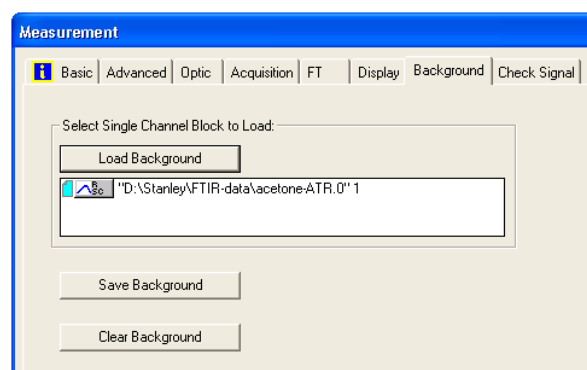 Measurement
i Basic Advanced Optic Acquisition FT Display Background Check Signal
Select Single Channel Block to Load:
Load Background
R Sc "D:\Stanley\FTIR-data\acetone-ATR.0" 1
Save Background
Clear Background